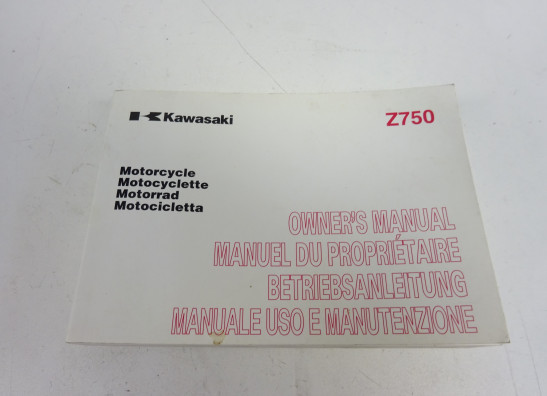 Kawasaki
Z750
Motorcycle
Motocyclette
Motorrad
Motocicletta
OWNER'S MANUAL
MANUEL DU PROPRIÉTAIRE
BETRIEBSANLEITUNG
MANUALE USO E MANUTENZIONE